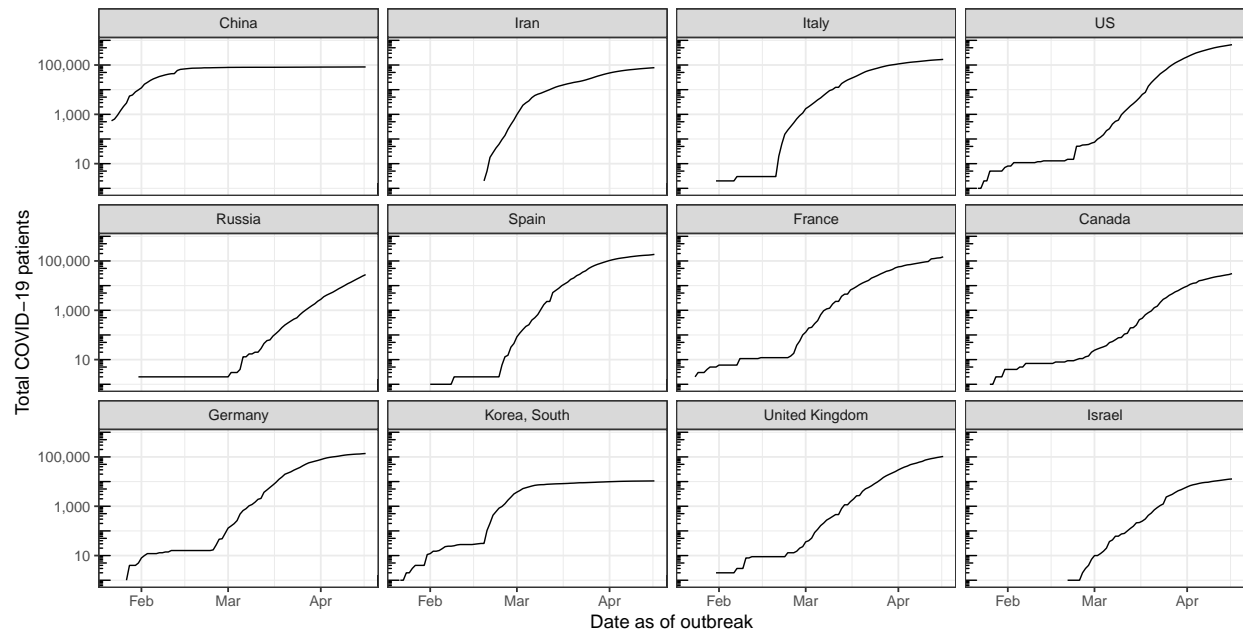 China Iran Italy US
100,000
1,000
10
Russia Spain France Canada
100,000
1,000
10
Germany Korea, South United Kingdom Israel
100,000
1,000
10
Feb Mar Apr Feb Mar Apr Feb Mar Apr Feb Mar Apr
Date as of outbreak
Total COVID−19 patients